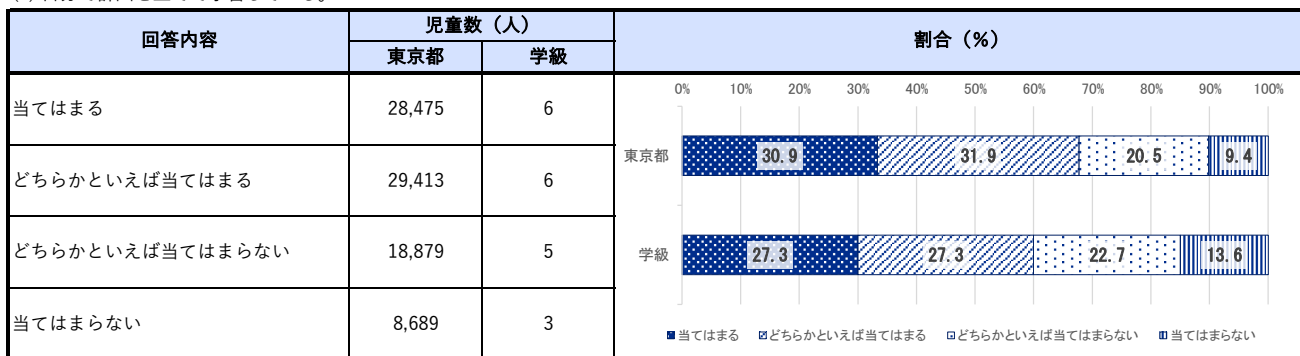 回答内容
児童数（人）
割合（%）
東京都
学級
当てはまる
28,475
6
どちらかといえば当てはまる
29,413
6
どちらかといえば当てはまらない
18,879
5
当てはまらない
8,689
3
0%
10%
20%
30%
40%
50%
60%
70%
80%
90%
100%
東京都
30.9
31.9
20.5
9.4
学級
27.3
27.3
22.7
13.6
当てはまる
どちらかといえば当てはまる
どちらかといえば当てはまらない
当てはまらない